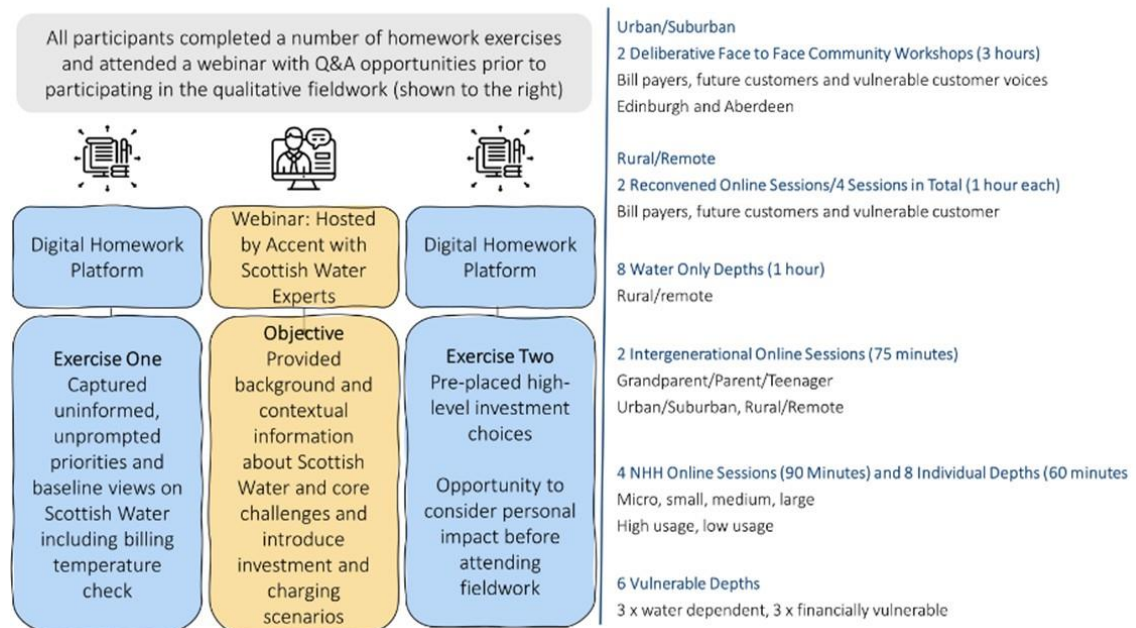 All participants completed a number of homework exercises
and attended a webinar with Q&A opportunities prior to
participating in the qualitative fieldwork (shown to the right)
Digital Homework
Platform
Webinar: Hosted
by Accent with
Scottish Water
Experts
Digital Homework
Platform
Exercise One
Captured
uninformed,
unprompted
priorities and
baseline views on
Scottish Water
including billing
temperature
check
Objective
Provided
background and
contextual
information
about Scottish
Water and core
challenges and
introduce
investment and
charging
scenarios
Exercise Two
Pre-placed high-
level investment
choices
Opportunity to
consider personal
impact before
attending
fieldwork
Urban/Suburban
2 Deliberative Face to Face Community Workshops (3 hours)
Bill payers, future customers and vulnerable customer voices
Edinburgh and Aberdeen
Rural/Remote
2 Reconvened Online Sessions/4 Sessions in Total (1 hour each)
Bill payers, future customers and vulnerable customer
8 Water Only Depths (1 hour)
Rural/remote
2 Intergenerational Online Sessions (75 minutes)
Grandparent/Parent/Teenager
Urban/Suburban, Rural/Remote
4 NHH Online Sessions (90 Minutes) and 8 Individual Depths (60 minutes
Micro, small, medium, large
High usage, low usage
6 Vulnerable Depths
3 x water dependent, 3 x financially vulnerable